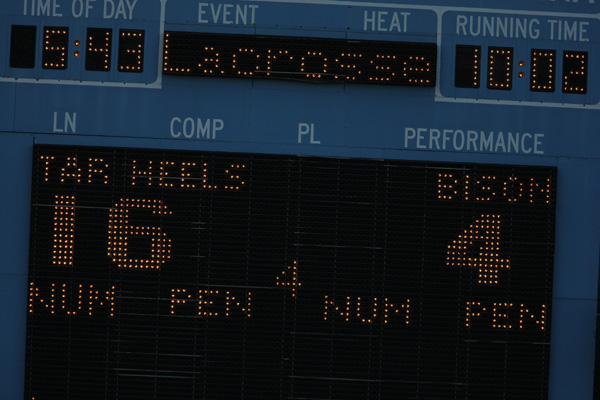 TIME OF DAY EVENT HEAT RUNNING TIME
5:43 Lacrosse 10:02
LN COMP PL PERFORMANCE
TAR HEELS BISON
16 4
4
NUM PEN NUM PEN